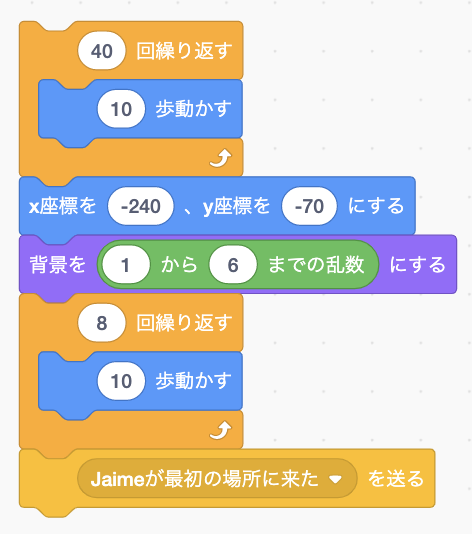 40 回繰り返す
10 歩動かす
x座標を -240 、y座標を -70 にする
背景を 1 から 6 までの乱数 にする
8 回繰り返す
10 歩動かす
Jaimeが最初の場所に来た を送る